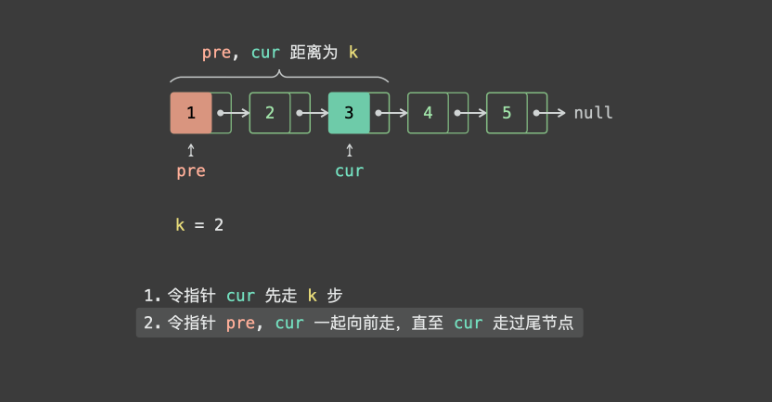 pre, cur 距离为 k
1 2 3 4 5 null
pre cur
k = 2
1. 令指针 cur 先走 k 步
2. 令指针 pre, cur 一起向前走，直至 cur 走过尾节点